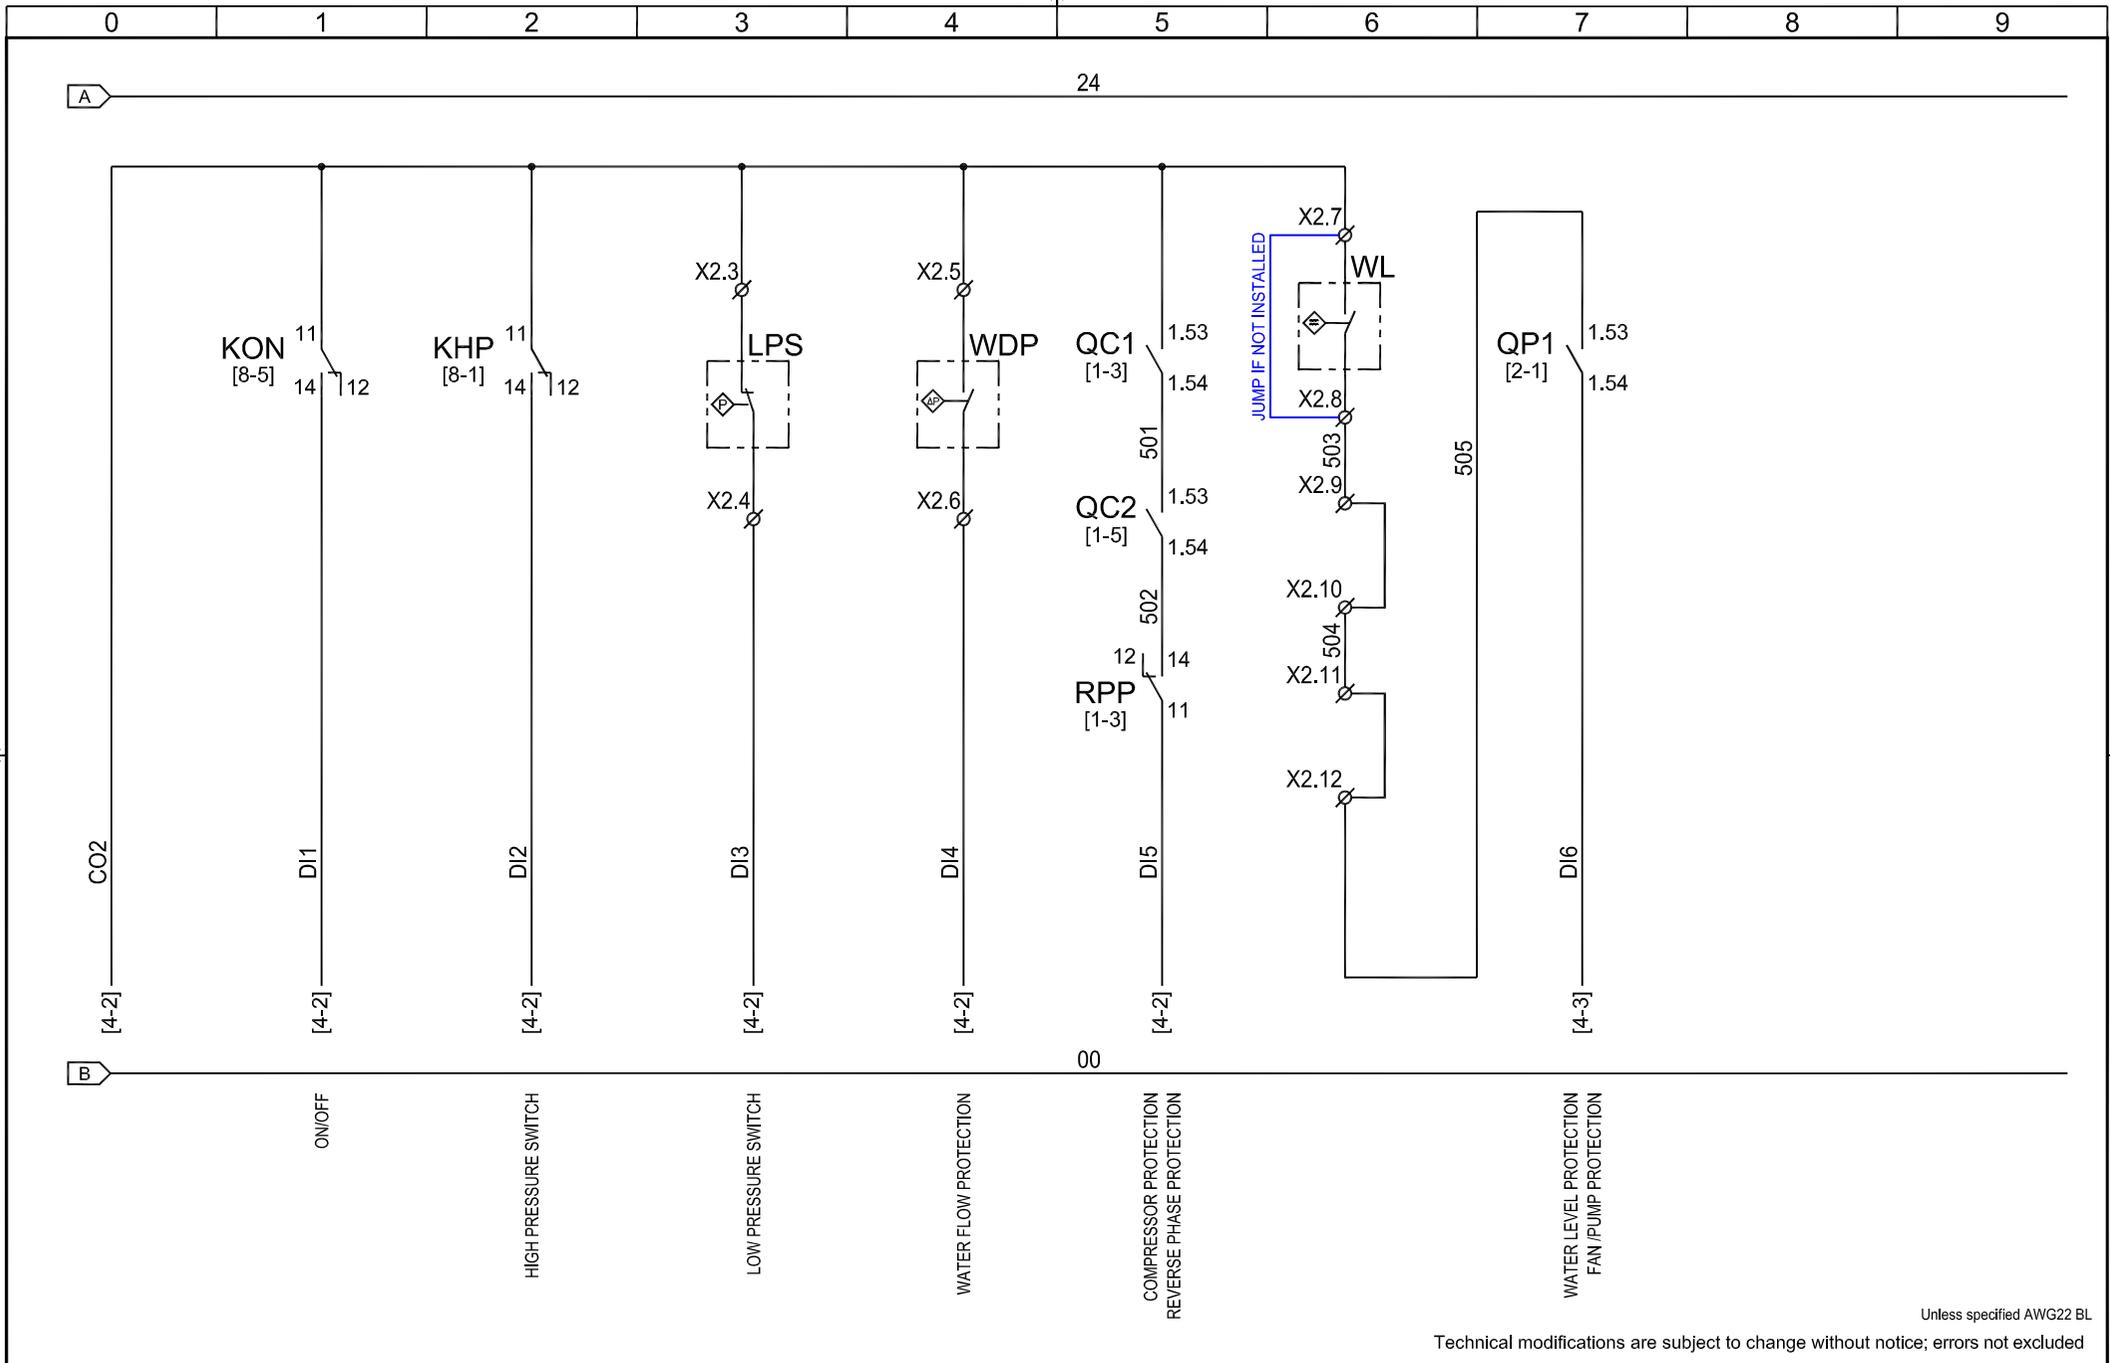 0 1 2 3 4 5 6 7 8 9
24
A
X2.7
JUMP IF NOT INSTALLED
WL
X2.3
X2.5
11
KON
[8-5]
14
12
11
KHP
[8-1]
14
12
LPS
P
WDP
ΔP
1.53
QC1
[1-3]
1.54
501
1.53
QP1
[2-1]
1.54
X2.8
503
505
X2.4
X2.6
1.53
QC2
[1-5]
1.54
502
X2.9
X2.10
504
12
14
RPP
[1-3]
11
X2.11
X2.12
CO2
DI1
DI2
DI3
DI4
DI5
DI6
[4-2]
[4-2]
[4-2]
[4-2]
[4-2]
[4-2]
[4-3]
00
B
ON/OFF
HIGH PRESSURE SWITCH
LOW PRESSURE SWITCH
WATER FLOW PROTECTION
COMPRESSOR PROTECTION
REVERSE PHASE PROTECTION
WATER LEVEL PROTECTION
FAN /PUMP PROTECTION
Unless specified AWG22 BL
Technical modifications are subject to change without notice; errors not excluded